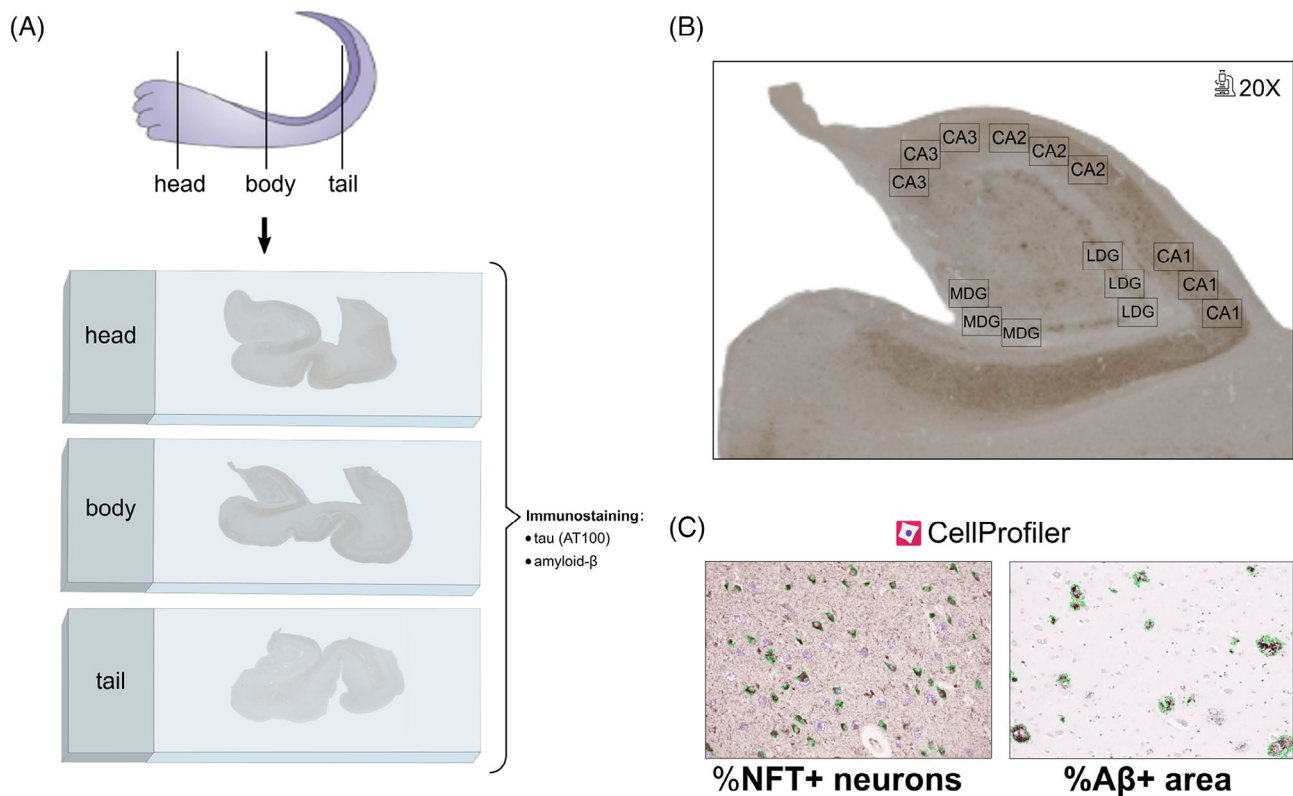 (A)
head body tail
head
body
tail
Immunostaining:
• tau (AT100)
• amyloid-β
(B)
20X
CA3 CA2
CA3 CA2
CA3 CA2
LDG CA1
LDG CA1
MDG LDG CA1
MDG MDG
(C)
CellProfiler
%NFT+ neurons %Aβ+ area